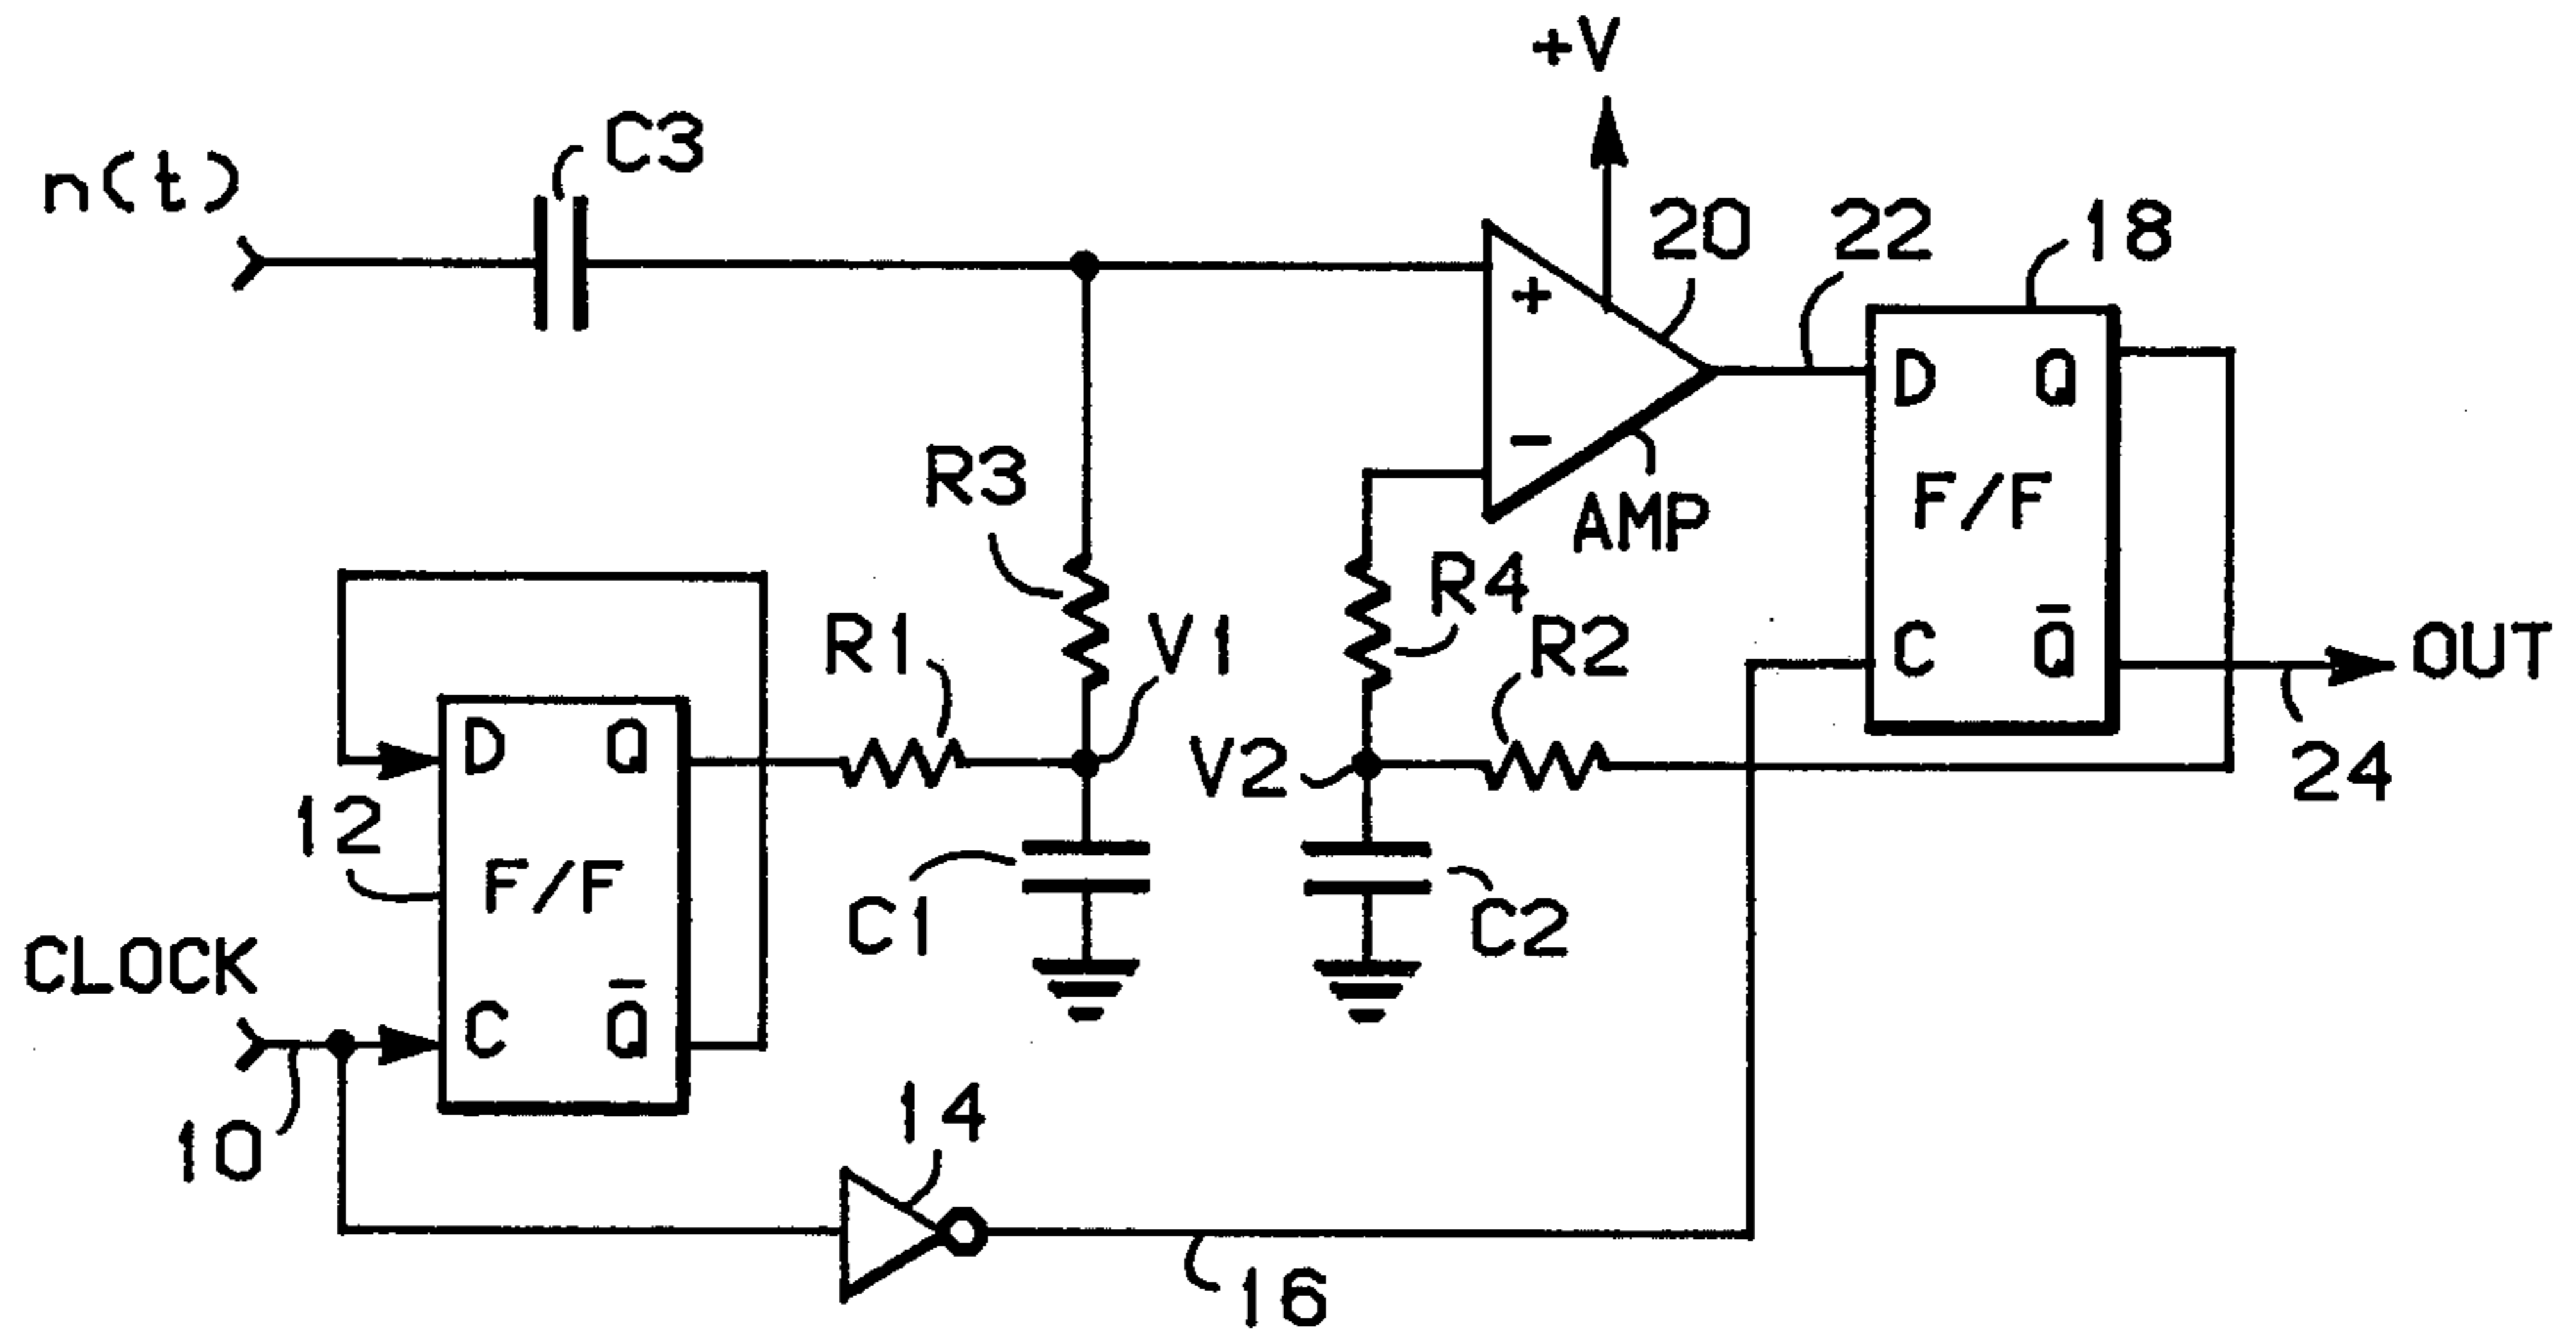 +V
C3
n(t)
20
22
18
+
D
Q
R3
−
AMP
F/F
R4
R1
V1
R2
C
Q̅
OUT
D
Q
V2
24
12
F/F
C1
C2
CLOCK
C
Q̅
10
14
16